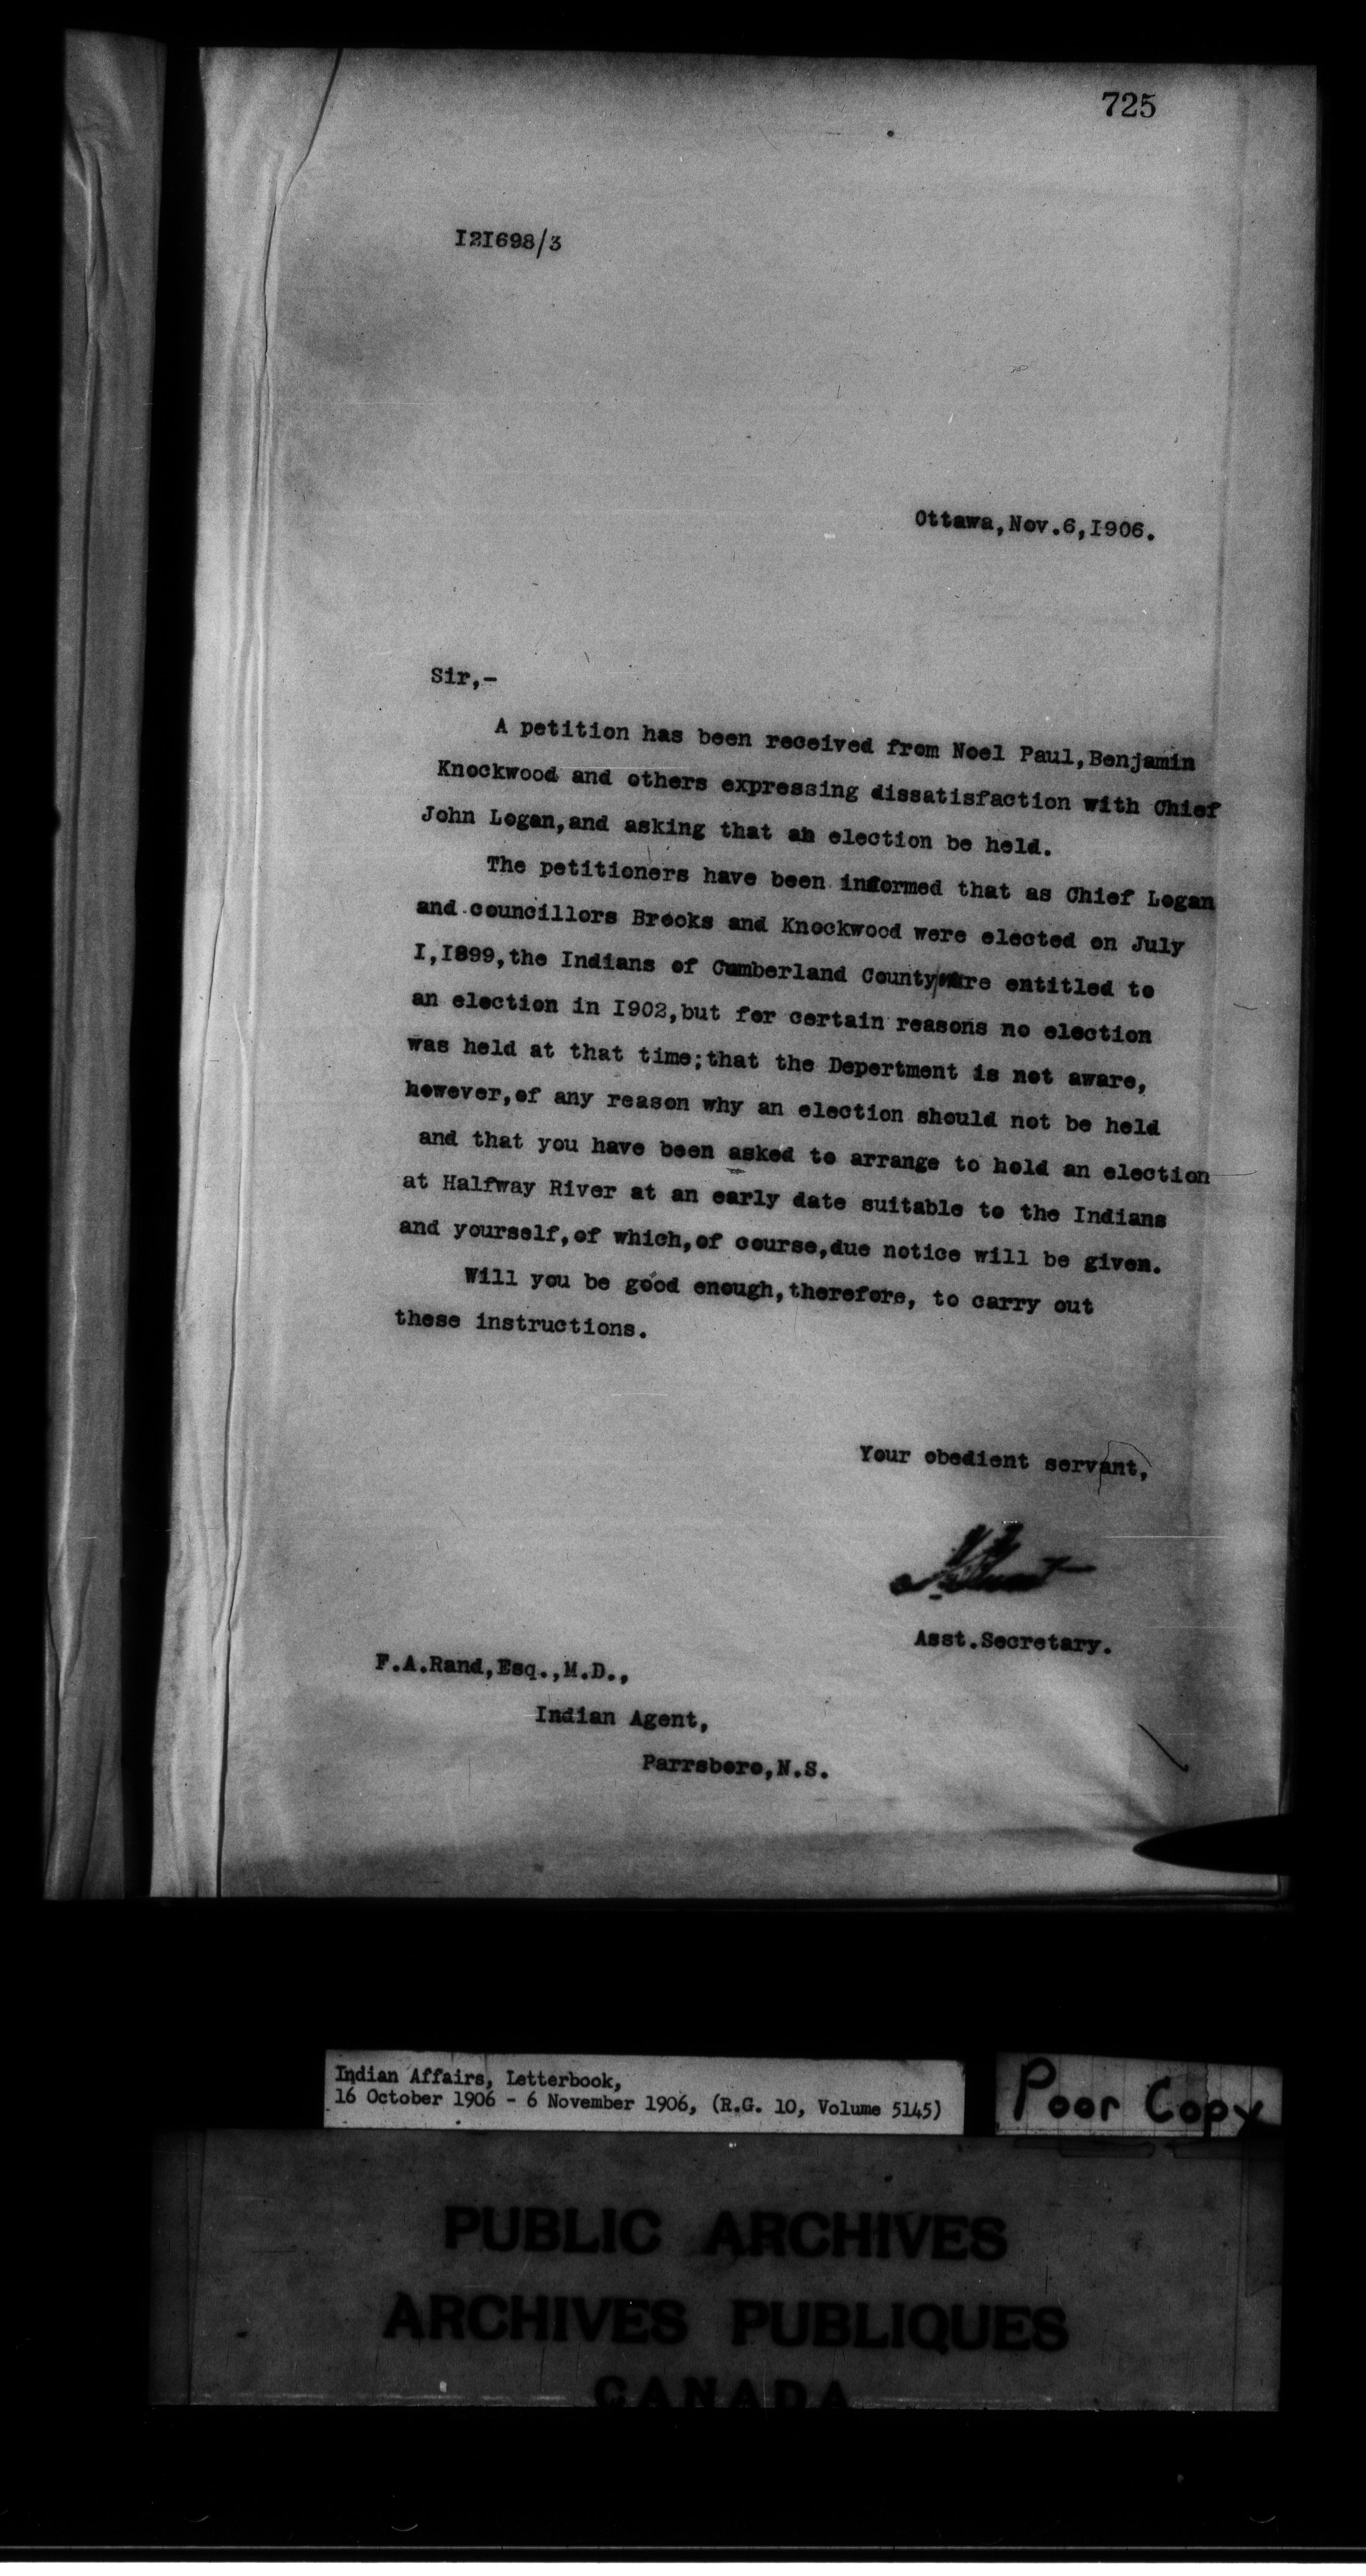 725
I2I698/3
Ottawa,Nov.6,I906.
Sir,-
A petition has been received from Noel Paul,Benjamin
Knockwood and others expressing dissatisfaction with Chief
John Logan,and asking that an election be held.
The petitioners have been informed that as Chief Logan
and councillors Brooks and Knockwood were elected on July
I,I899,the Indians of Cumberland County were entitled to
an election in I902,but for certain reasons no election
was held at that time;that the Depertment is not aware,
however,of any reason why an election should not be held
and that you have been asked to arrange to hold an election
at Halfway River at an early date suitable to the Indians
and yourself,of which,of course,due notice will be given.
Will you be good enough,therefore, to carry out
these instructions.
Your obedient servant,
Asst.Secretary.
F.A.Rand,Esq.,M.D.,
Indian Agent,
Parrsboro,N.S.
Indian Affairs, Letterbook,
16 October 1906 - 6 November 1906, (R.G. 10, Volume 5145)
Poor Copy
PUBLIC ARCHIVES
ARCHIVES PUBLIQUES
CANADA